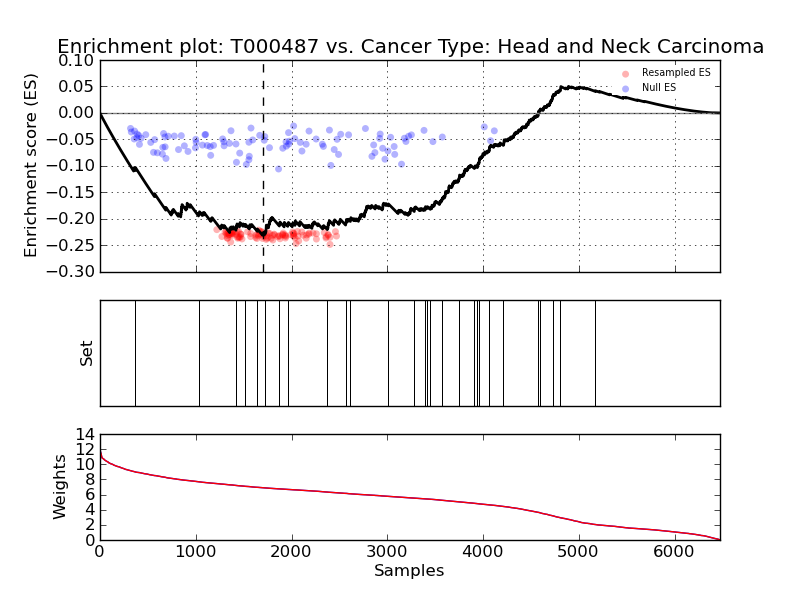 Enrichment plot: T000487 vs. Cancer Type: Head and Neck Carcinoma
Enrichment score (ES)
0.10
0.05
0.00
−0.05
−0.10
−0.15
−0.20
−0.25
−0.30
Resampled ES
Null ES
Set
Weights
14
12
10
8
6
4
2
0
0 1000 2000 3000 4000 5000 6000
Samples